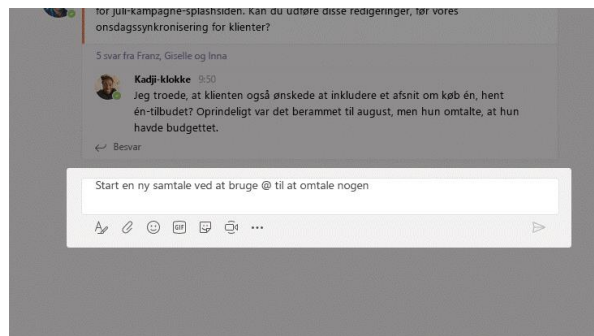 for juli-kampagne-splashsiden. Kan du udføre disse redigeringer, før vores
onsdagssynkronisering for klienter?
5 svar fra Franz, Giselle og Inna
Kadji-klokke 9:50
Jeg troede, at klienten også ønskede at inkludere et afsnit om køb én, hent
én-tilbudet? Oprindeligt var det berammet til august, men hun omtalte, at hun
havde budgettet.
Besvar
Start en ny samtale ved at bruge @ til at omtale nogen
GIF